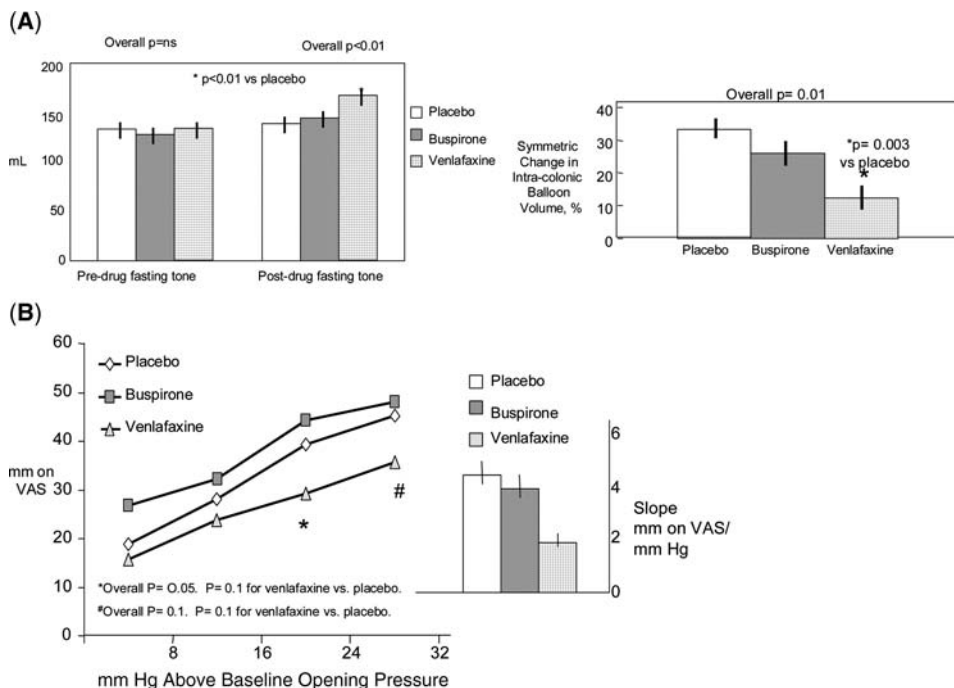 (A)
Overall p=ns
Overall p<0.01
200
* p<0.01 vs placebo
150
mL
100
50
0
Pre-drug fasting tone
Post-drug fasting tone
Placebo
Buspirone
Venlafaxine
Overall p= 0.01
40
30
20
10
0
Symmetric
Change in
Intra-colonic
Balloon
Volume, %
*p= 0.003
vs placebo
*
Placebo
Buspirone
Venlafaxine
(B)
60
50
40
mm on
VAS
30
20
10
0
Placebo
Buspirone
Venlafaxine
*
#
*Overall P= O.05. P= 0.1 for venlafaxine vs. placebo.
#Overall P= 0.1. P= 0.1 for venlafaxine vs. placebo.
8
16
24
32
mm Hg Above Baseline Opening Pressure
Placebo
Buspirone
Venlafaxine
6
4
2
0
Slope
mm on VAS/
mm Hg